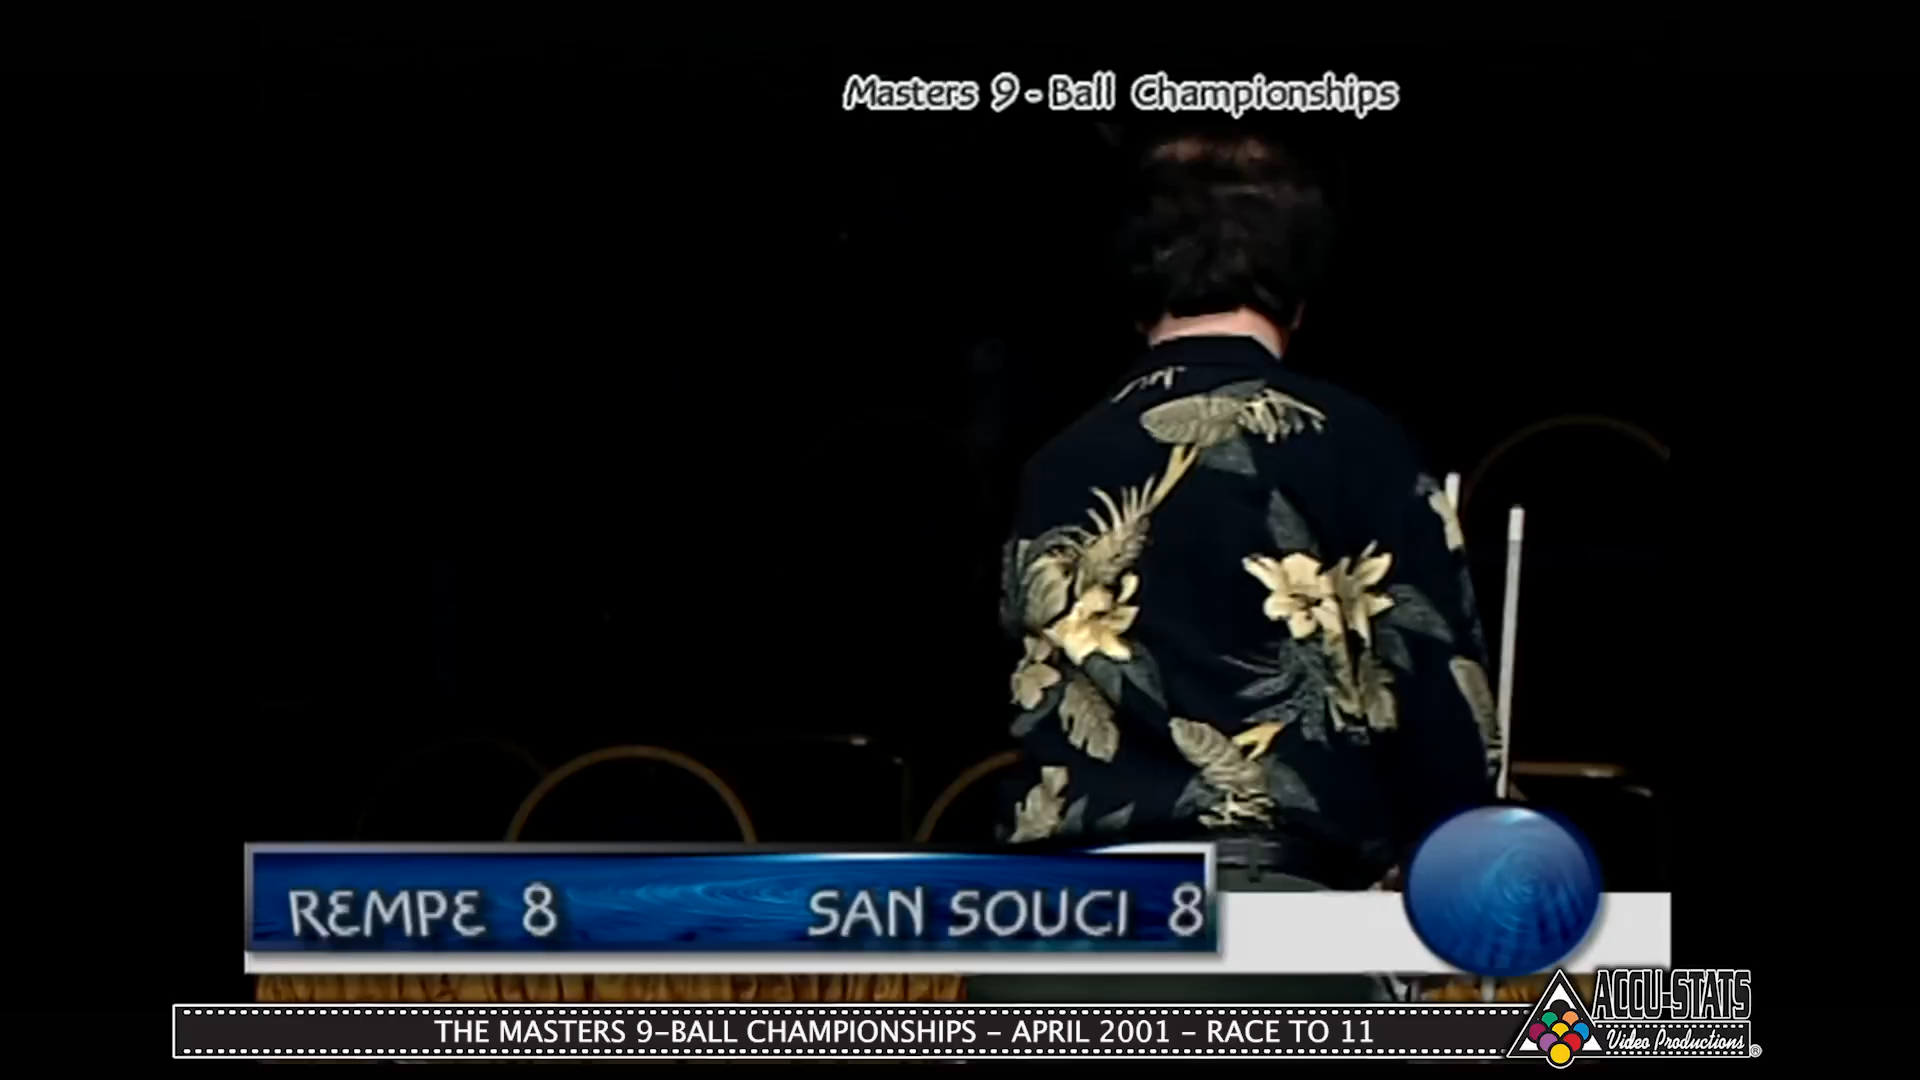 Masters 9-Ball Championships
REMPE 8 SAN SOUCI 8
ACCU-STATS
Video Productions®
THE MASTERS 9-BALL CHAMPIONSHIPS – APRIL 2001 – RACE TO 11